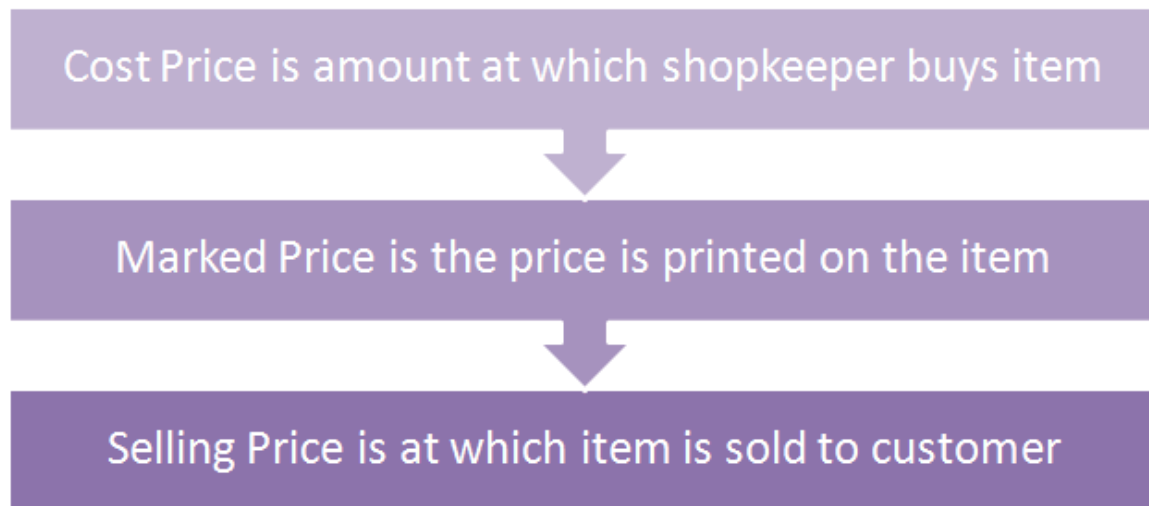 Cost Price is amount at which shopkeeper buys item
Marked Price is the price is printed on the item
Selling Price is at which item is sold to customer